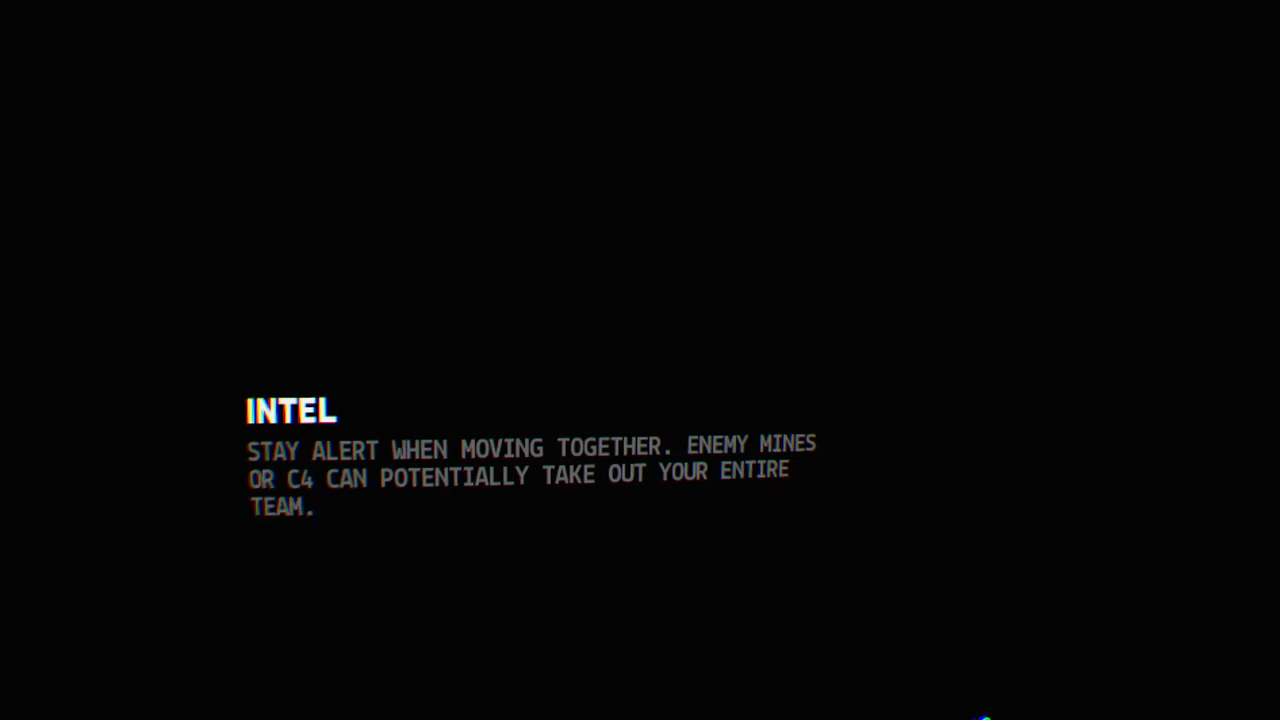 INTEL
STAY ALERT WHEN MOVING TOGETHER. ENEMY MINES
OR C4 CAN POTENTIALLY TAKE OUT YOUR ENTIRE
TEAM.